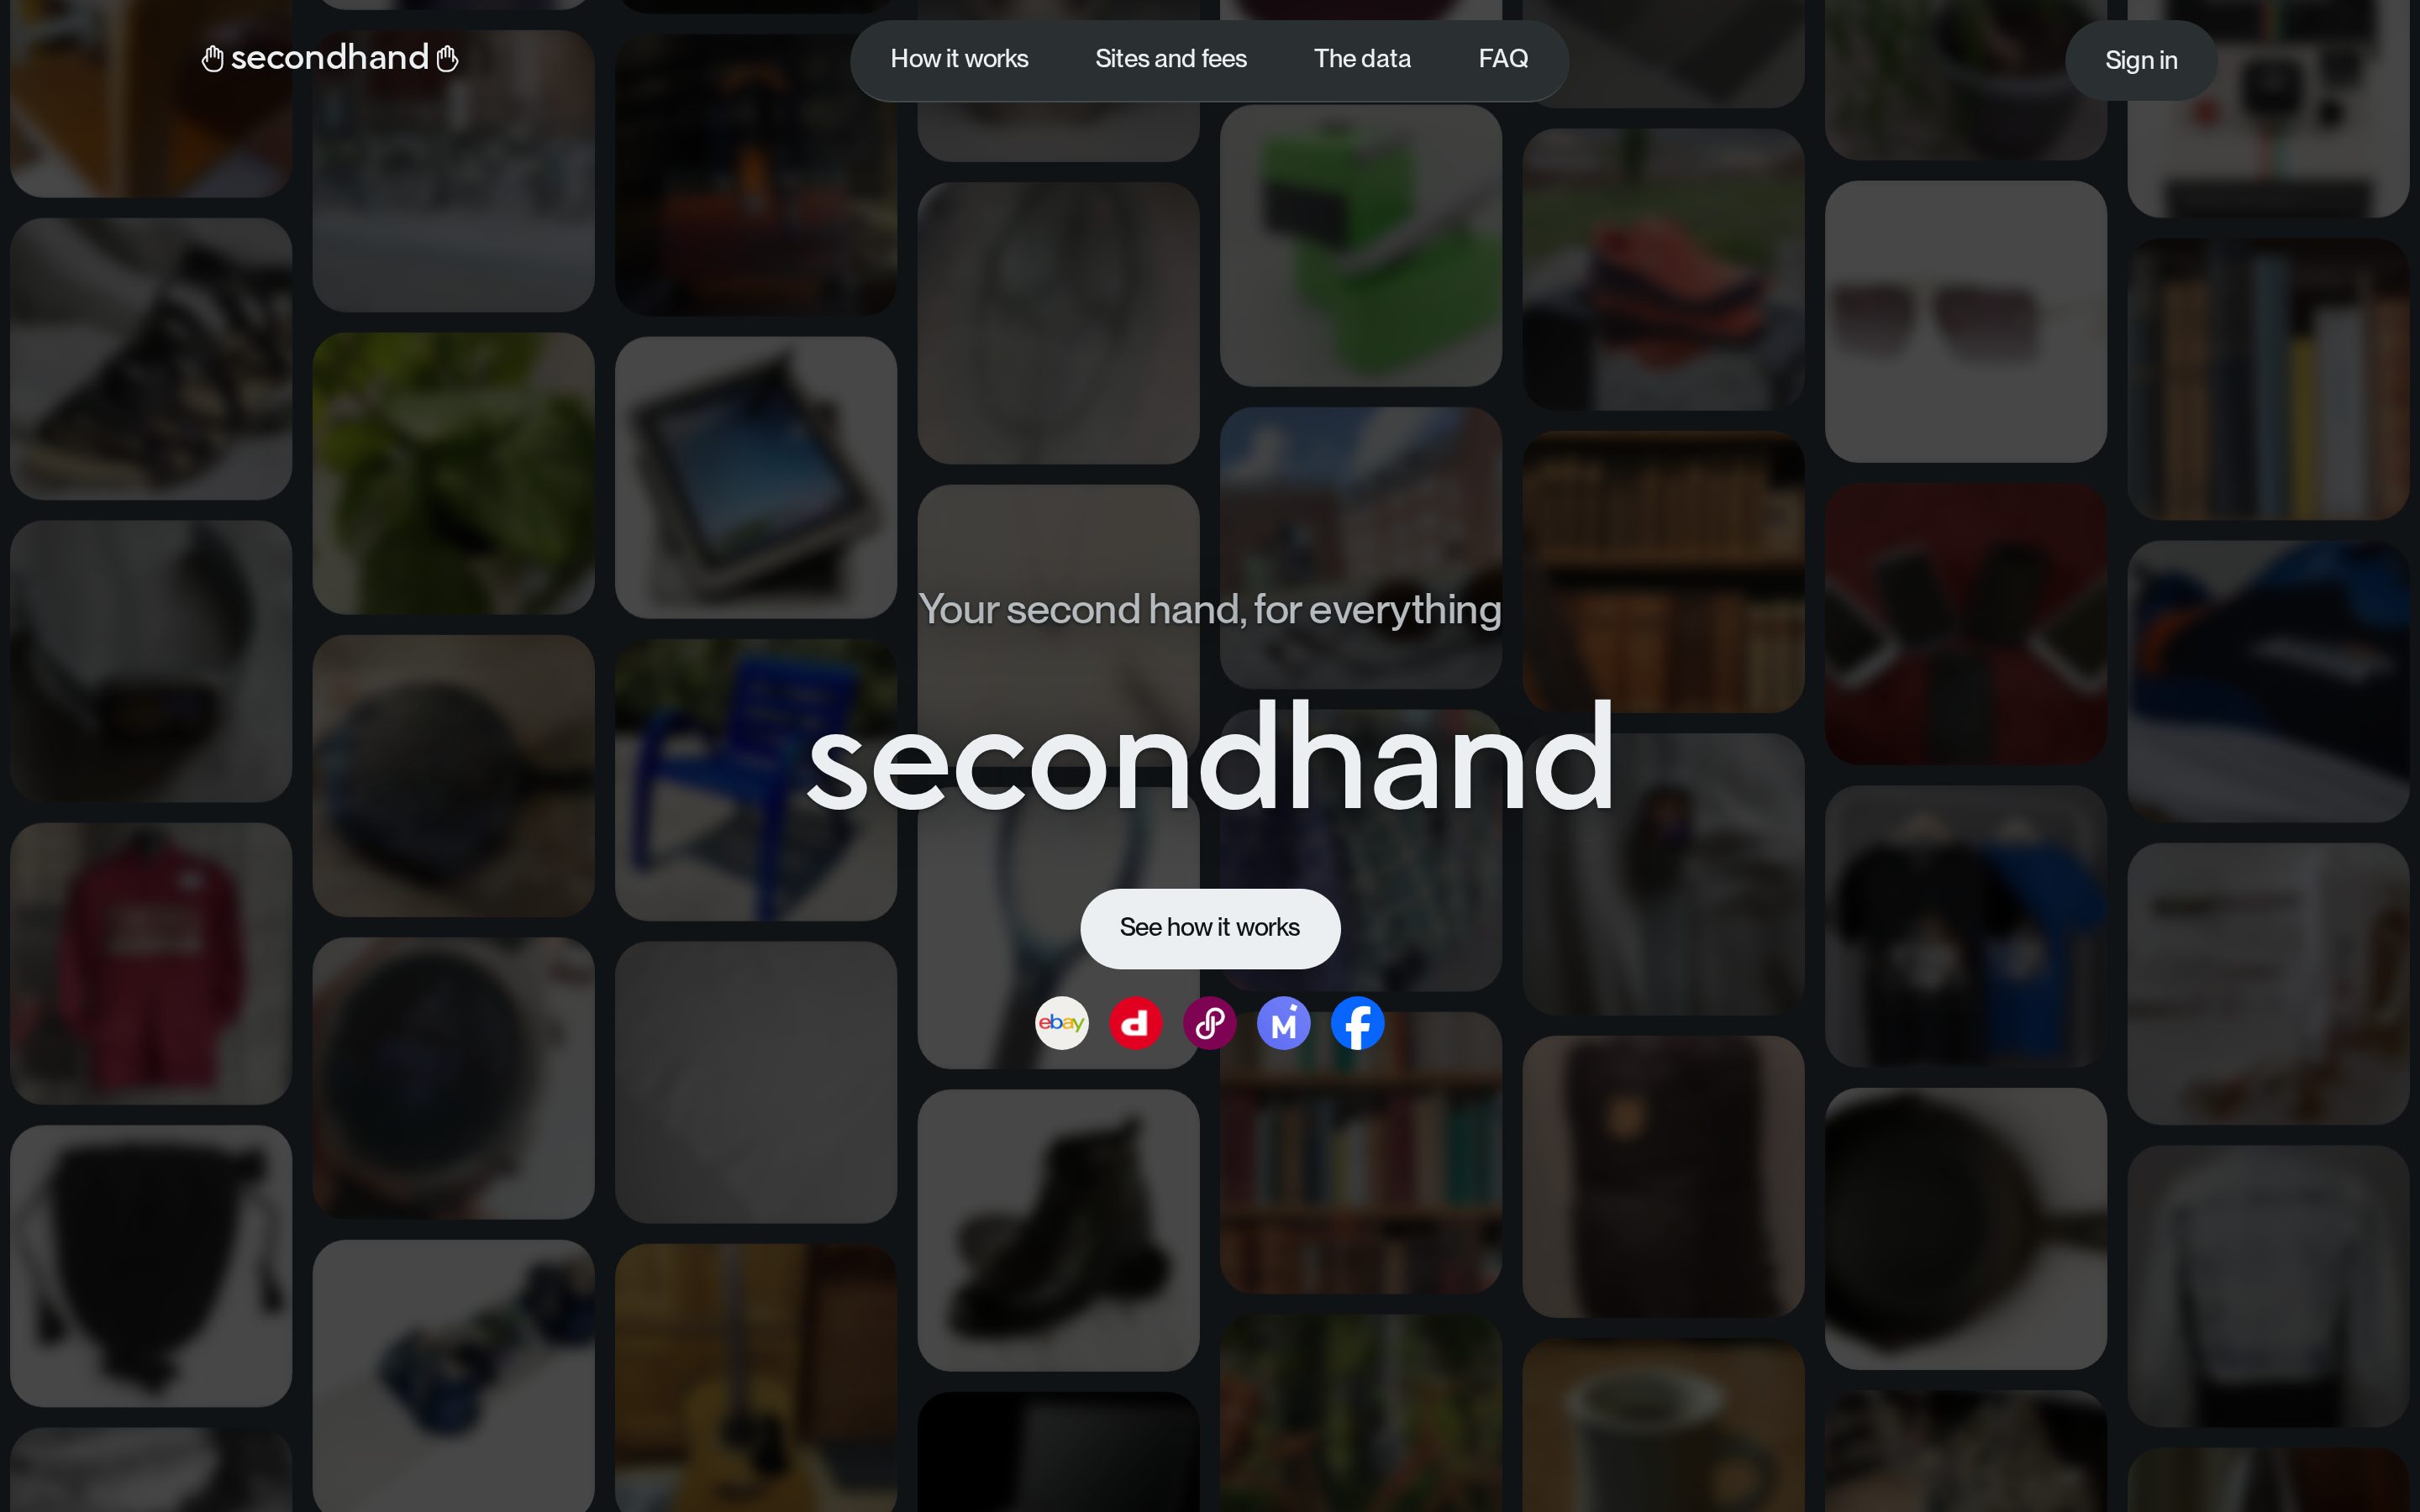 secondhand
How it works
Sites and fees
The data
FAQ
Sign in
Your second hand, for everything
secondhand
See how it works
ebay